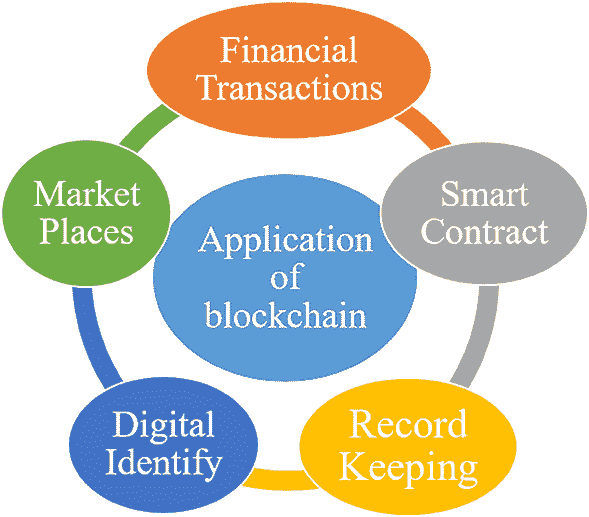 Financial
Transactions
Smart
Contract
Record
Keeping
Digital
Identify
Market
Places
Application
of
blockchain